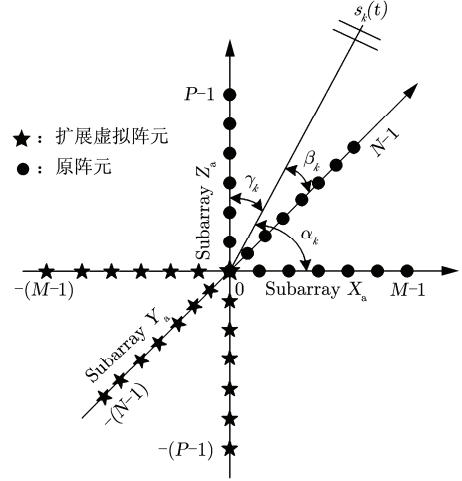 s_k(t)
P–1
N–1
★：扩展虚拟阵元
●：原阵元
Subarray Z_a
γ_k
β_k
α_k
–(M–1)
0
Subarray X_a
M–1
Subarray Y_a
–(N–1)
–(P–1)